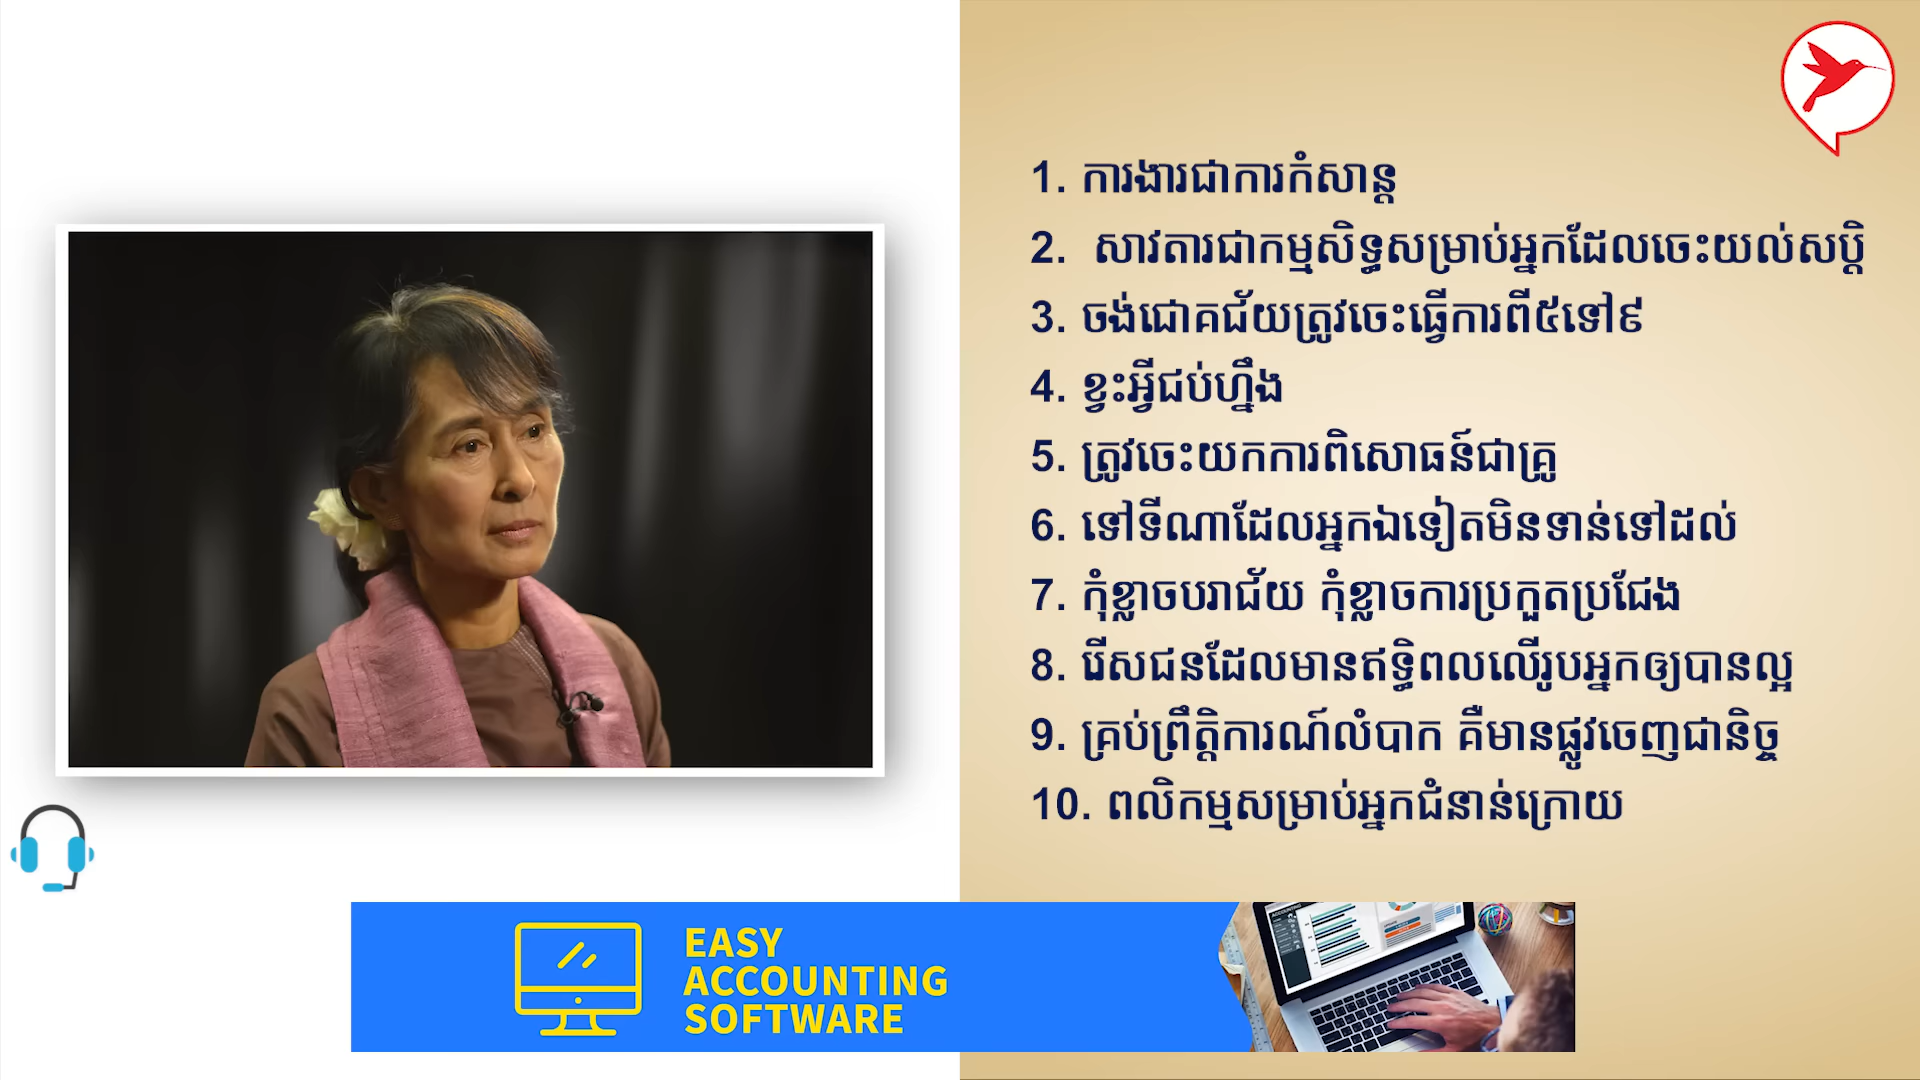 1. ការងារជាការកំសាន្ត
2. សាវតារជាកម្មសិទ្ធសម្រាប់អ្នកដែលចេះយល់សប្តិ
3. ចង់ជោគជ័យត្រូវចេះធ្វើការពី៥ទៅ៩
4. ខ្វះអ្វីជប់ហ្នឹង
5. ត្រូវចេះយកការពិសោធន៍ជាគ្រូ
6. ទៅទីណាដែលអ្នកឯទៀតមិនទាន់ទៅដល់
7. កុំខ្លាចបរាជ័យ កុំខ្លាចការប្រកួតប្រជែង
8. រើសជនដែលមានឥទ្ធិពលលើរូបអ្នកឲ្យបានល្អ
9. គ្រប់ព្រឹត្តិការណ៍លំបាក គឺមានផ្លូវចេញជានិច្ច
10. ពលិកម្មសម្រាប់អ្នកជំនាន់ក្រោយ
EASY
ACCOUNTING
SOFTWARE